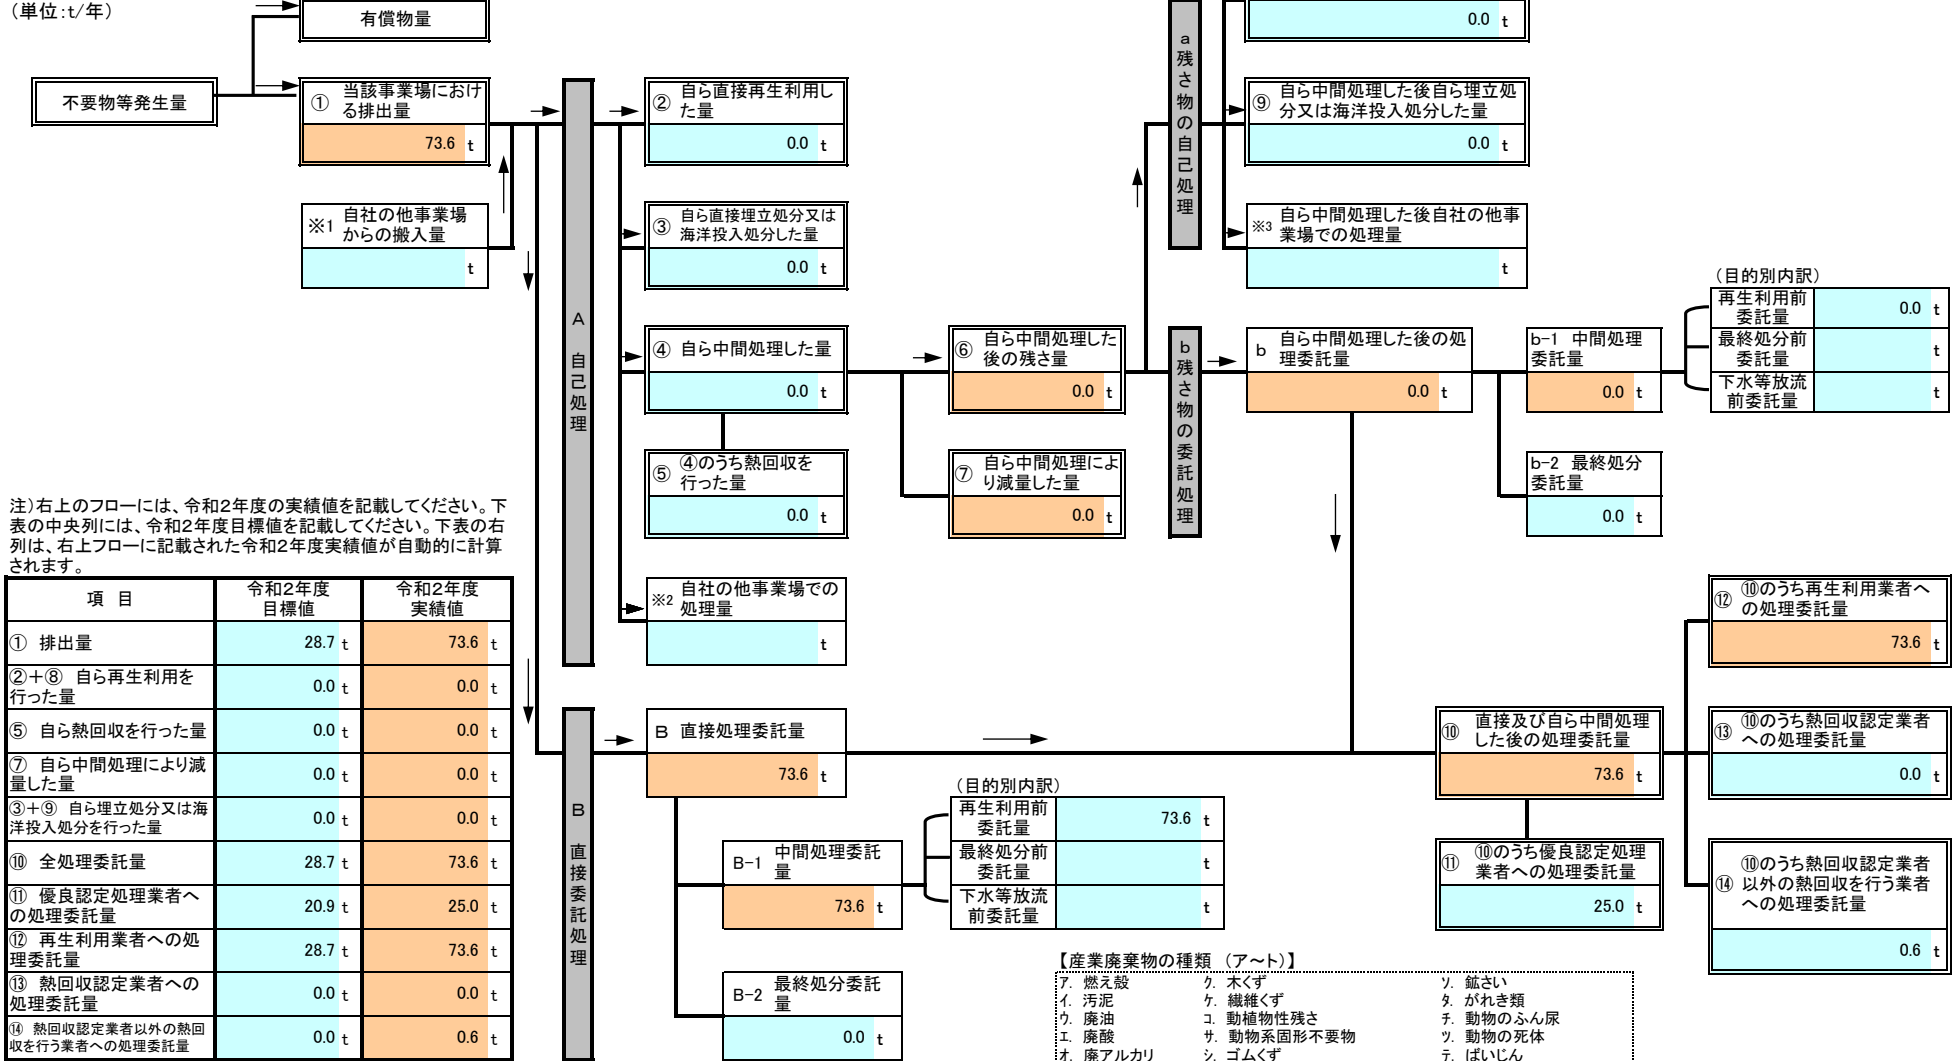 (単位:t/年)
有償物量
0.0 t
不要物等発生量
① 当該事業場におけ
る排出量
73.6 t
※1 自社の他事業場
からの搬入量
t
A 自己処理
② 自ら直接再生利用し
た量
0.0 t
③ 自ら直接埋立処分又は
海洋投入処分した量
0.0 t
④ 自ら中間処理した量
0.0 t
⑤ ④のうち熱回収を
行った量
0.0 t
※2 自社の他事業場での
処理量
t
⑥ 自ら中間処理した
後の残さ量
0.0 t
⑦ 自ら中間処理によ
り減量した量
0.0 t
a残さ物の自己処理
⑨ 自ら中間処理した後自ら埋立処
分又は海洋投入処分した量
0.0 t
※3 自ら中間処理した後自社の他事
業場での処理量
t
b残さ物の委託処理
b 自ら中間処理した後の処
理委託量
0.0 t
b-1 中間処理
委託量
0.0 t
b-2 最終処分
委託量
0.0 t
(目的別内訳)
再生利用前
委託量
0.0 t
最終処分前
委託量
t
下水等放流
前委託量
t
注)右上のフローには、令和2年度の実績値を記載してください。下
表の中央列には、令和2年度目標値を記載してください。下表の右
列は、右上フローに記載された令和2年度実績値が自動的に計算
されます。
項 目
令和2年度
目標値
令和2年度
実績値
① 排出量
28.7 t 73.6 t
②+⑧ 自ら再生利用を
行った量
0.0 t 0.0 t
⑤ 自ら熱回収を行った量
0.0 t 0.0 t
⑦ 自ら中間処理により減
量した量
0.0 t 0.0 t
③+⑨ 自ら埋立処分又は海
洋投入処分を行った量
0.0 t 0.0 t
⑩ 全処理委託量
28.7 t 73.6 t
⑪ 優良認定処理業者へ
の処理委託量
20.9 t 25.0 t
⑫ 再生利用業者への処
理委託量
28.7 t 73.6 t
⑬ 熱回収認定業者への
処理委託量
0.0 t 0.0 t
⑭ 熱回収認定業者以外の熱回
収を行う業者への処理委託量
0.0 t 0.6 t
B 直接委託処理
B 直接処理委託量
73.6 t
B-1 中間処理委託
量
73.6 t
B-2 最終処分委託
量
0.0 t
(目的別内訳)
再生利用前
委託量
73.6 t
最終処分前
委託量
t
下水等放流
前委託量
t
⑩ 直接及び自ら中間処理
した後の処理委託量
73.6 t
⑪ ⑩のうち優良認定処理
業者への処理委託量
25.0 t
⑫ ⑩のうち再生利用業者へ
の処理委託量
73.6 t
⑬ ⑩のうち熱回収認定業者
への処理委託量
0.0 t
⑭ ⑩のうち熱回収認定業者
以外の熱回収を行う業者
への処理委託量
0.6 t
【産業廃棄物の種類 (ア~ト)】
ア. 燃え殻 ク. 木くず ソ. 鉱さい
イ. 汚泥 ケ. 繊維くず タ. がれき類
ウ. 廃油 コ. 動植物性残さ チ. 動物のふん尿
エ. 廃酸 サ. 動物系固形不要物 ツ. 動物の死体
オ. 廃アルカリ シ. ゴムくず テ. ばいじん